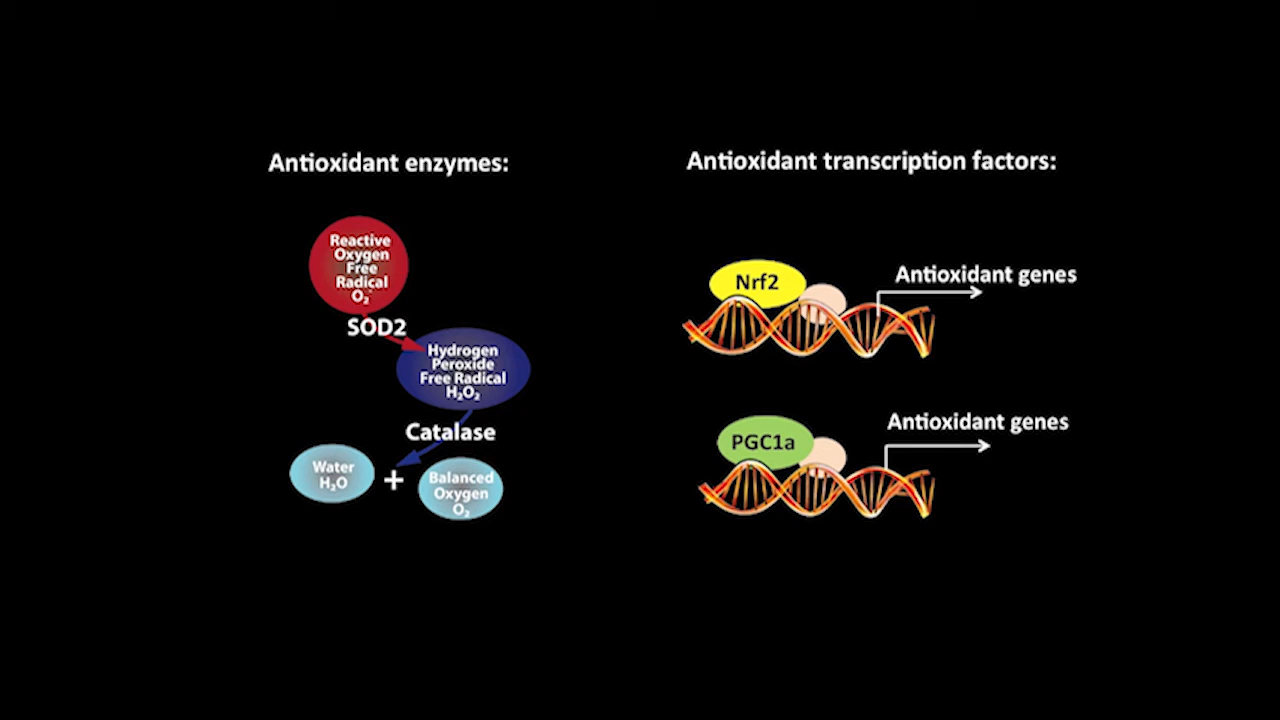 Antioxidant enzymes:
Reactive
Oxygen
Free
Radical
O₂
SOD2
Hydrogen
Peroxide
Free Radical
H₂O₂
Catalase
Water
H₂O
+
Balanced
Oxygen
O₂
Antioxidant transcription factors:
Nrf2
Antioxidant genes
PGC1a
Antioxidant genes